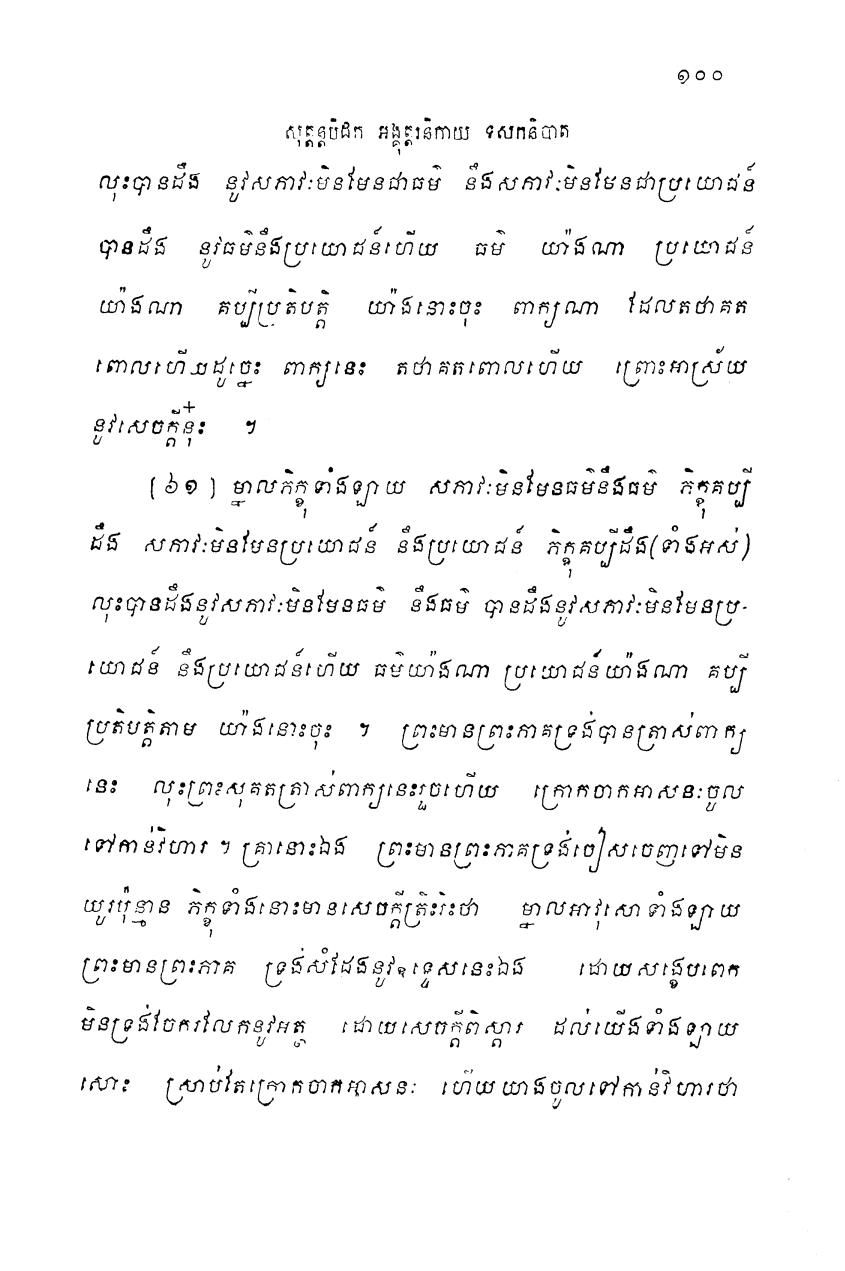 ១០០
សុត្តន្តបិដក អង្គុត្តរនិកាយ ទសកនិបាត
លុះបានដឹង នូវសភាវៈមិនមែនជាធម៌ នឹងសភាវៈមិនមែនជាប្រយោជន៍
បានដឹង នូវធម៌នឹងប្រយោជន៍ហើយ ធម៌ យ៉ាងណា ប្រយោជន៍
យ៉ាងណា គប្បីប្រតិបត្តិ យ៉ាងនោះចុះ ពាក្យណា ដែលតថាគត
ពោលហើយដូច្នេះ ពាក្យនេះ តថាគតពោលហើយ ព្រោះអាស្រ័យ
នូវសេចក្តីនុ៎ះ ។
(៦១) ម្នាលភិក្ខុទាំងឡាយ សភាវៈមិនមែនធម៌នឹងធម៌ ភិក្ខុគប្បី
ដឹង សភាវៈមិនមែនប្រយោជន៍ នឹងប្រយោជន៍ ភិក្ខុគប្បីដឹង(ទាំងអស់)
លុះបានដឹងនូវសភាវៈមិនមែនធម៌ នឹងធម៌ បានដឹងនូវសភាវៈមិនមែនប្រ-
យោជន៍ នឹងប្រយោជន៍ហើយ ធម៌យ៉ាងណា ប្រយោជន៍យ៉ាងណា គប្បី
ប្រតិបត្តិតាម យ៉ាងនោះចុះ ។ ព្រះមានព្រះភាគទ្រង់បានត្រាស់ពាក្យ
នេះ លុះព្រះសុគតត្រាស់ពាក្យនេះរួចហើយ ក្រោកចាកអាសនៈចូល
ទៅកាន់វិហារ ។ គ្រានោះឯង ព្រះមានព្រះភាគទ្រង់ចៀសចេញទៅមិន
យូរប៉ុន្មាន ភិក្ខុទាំងនោះមានសេចក្តីត្រិះរិះថា ម្នាលអាវុសោទាំងឡាយ
ព្រះមានព្រះភាគ ទ្រង់សំដែងនូវឧទ្ទេសនេះឯង ដោយសង្ខេបពេក
មិនទ្រង់ចែករលែកនូវអត្ថ ដោយសេចក្តីពិស្តារ ដល់យើងទាំងឡាយ
សោះ ស្រាប់តែក្រោកចាកអាសនៈ ហើយយាងចូលទៅកាន់វិហារថា